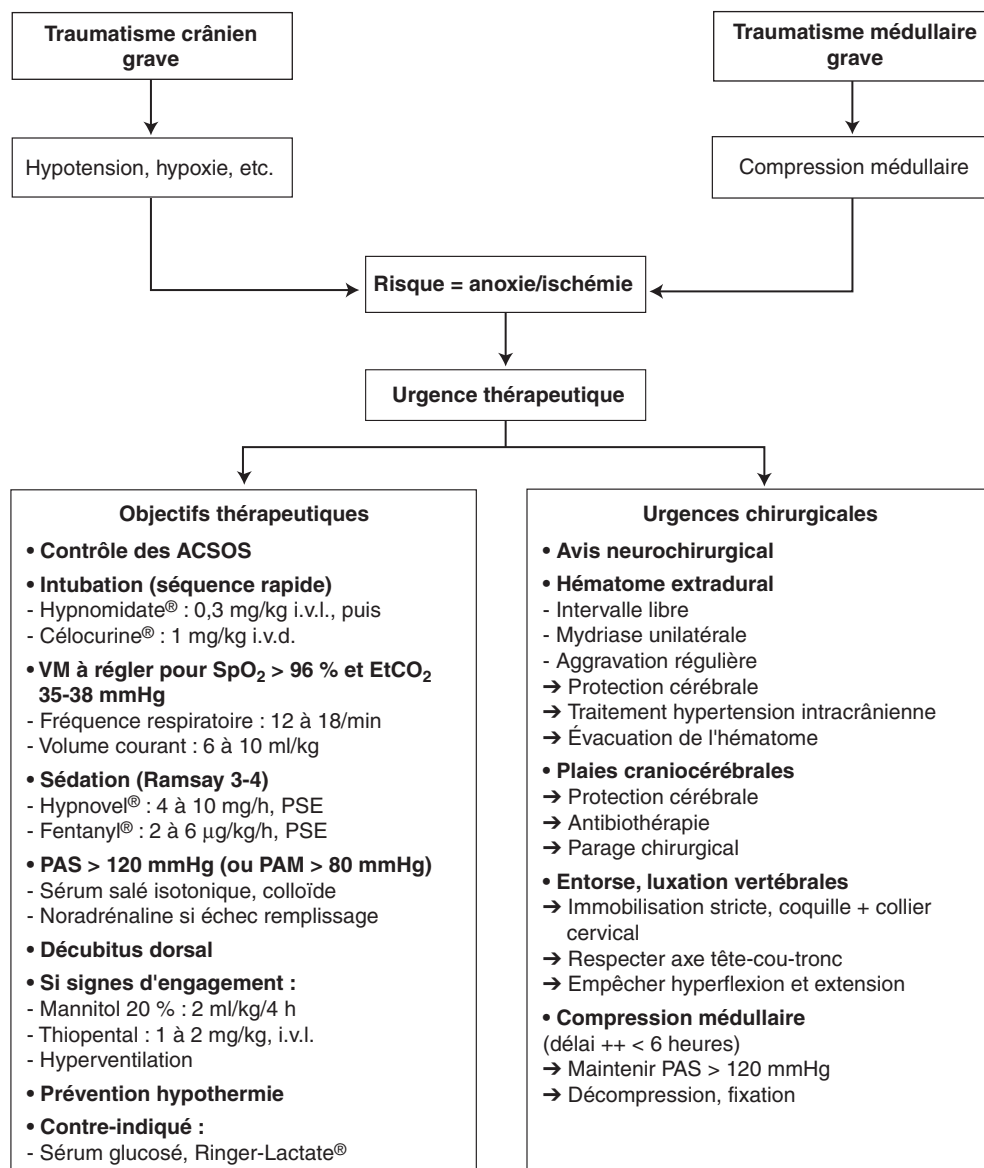 Traumatisme crânien
grave
Traumatisme médullaire
grave
Hypotension, hypoxie, etc.
Compression médullaire
Risque = anoxie/ischémie
Urgence thérapeutique
Objectifs thérapeutiques
• Contrôle des ACSOS
• Intubation (séquence rapide)
- Hypnomidate® : 0,3 mg/kg i.v.l., puis
- Célocurine® : 1 mg/kg i.v.d.
• VM à régler pour SpO₂ > 96 % et EtCO₂
35-38 mmHg
- Fréquence respiratoire : 12 à 18/min
- Volume courant : 6 à 10 ml/kg
• Sédation (Ramsay 3-4)
- Hypnovel® : 4 à 10 mg/h, PSE
- Fentanyl® : 2 à 6 µg/kg/h, PSE
• PAS > 120 mmHg (ou PAM > 80 mmHg)
- Sérum salé isotonique, colloïde
- Noradrénaline si échec remplissage
• Décubitus dorsal
• Si signes d'engagement :
- Mannitol 20 % : 2 ml/kg/4 h
- Thiopental : 1 à 2 mg/kg, i.v.l.
- Hyperventilation
• Prévention hypothermie
• Contre-indiqué :
- Sérum glucosé, Ringer-Lactate®
Urgences chirurgicales
• Avis neurochirurgical
• Hématome extradural
- Intervalle libre
- Mydriase unilatérale
- Aggravation régulière
➔ Protection cérébrale
➔ Traitement hypertension intracrânienne
➔ Évacuation de l'hématome
• Plaies craniocérébrales
➔ Protection cérébrale
➔ Antibiothérapie
➔ Parage chirurgical
• Entorse, luxation vertébrales
➔ Immobilisation stricte, coquille + collier
cervical
➔ Respecter axe tête-cou-tronc
➔ Empêcher hyperflexion et extension
• Compression médullaire
(délai ++ < 6 heures)
➔ Maintenir PAS > 120 mmHg
➔ Décompression, fixation